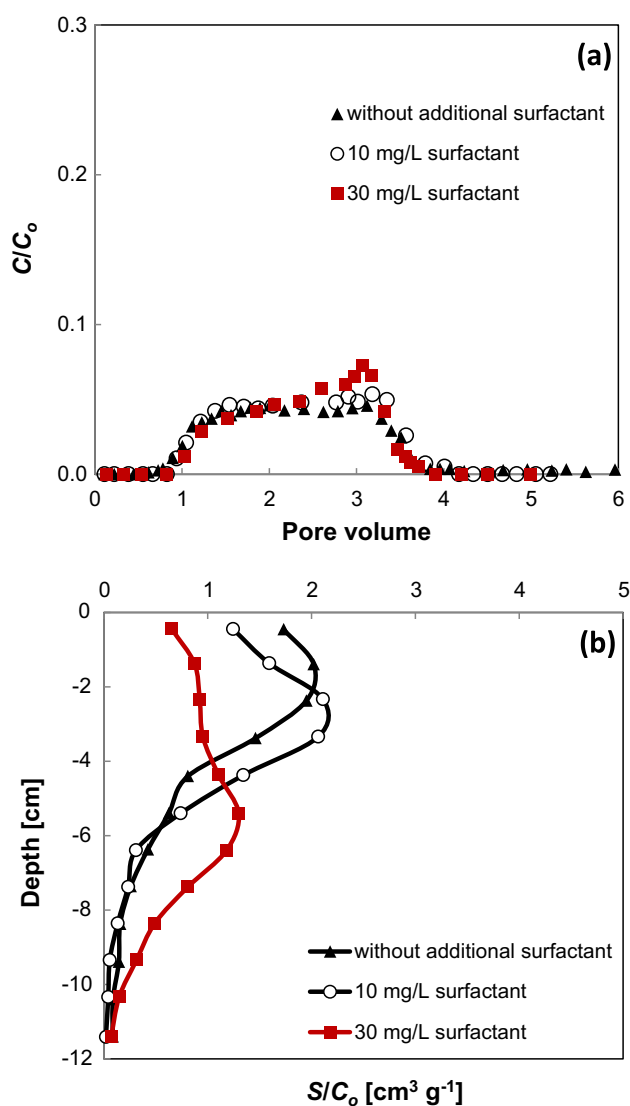 0.3
(a)
without additional surfactant
10 mg/L surfactant
30 mg/L surfactant
0.2
C/Co
0.1
0.0
0 1 2 3 4 5 6
Pore volume
0 1 2 3 4 5
0
(b)
-2
-4
-6
Depth [cm]
-8
without additional surfactant
10 mg/L surfactant
-10
30 mg/L surfactant
-12
S/Co [cm³ g⁻¹]